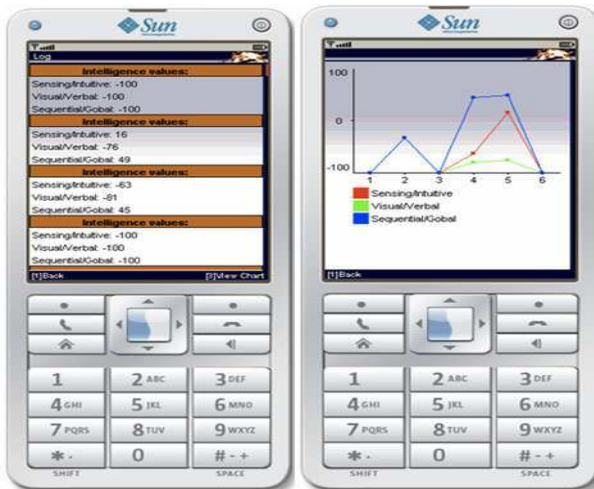 Sun
Log
Intelligence values:
Sensing/Intuitive: -100
Visual/Verbal: -100
Sequential/Gobal: -100
Intelligence values:
Sensing/Intuitive: 16
Visual/Verbal: -76
Sequential/Gobal: 49
Intelligence values:
Sensing/Intuitive: -63
Visual/Verbal: -81
Sequential/Gobal: 45
Intelligence values:
Sensing/Intuitive: -100
Visual/Verbal: -100
Sequential/Gobal: -100
[1]Back [3]View Chart
1 2 ABC 3 DEF
4 GHI 5 JKL 6 MNO
7 PQRS 8 TUV 9 WXYZ
* . 0 # - +
SHIFT SPACE
Sun
100
0
-100
1 2 3 4 5 6
Sensing/Intuitive
Visual/Verbal
Sequential/Gobal
[1]Back
1 2 ABC 3 DEF
4 GHI 5 JKL 6 MNO
7 PQRS 8 TUV 9 WXYZ
* . 0 # - +
SHIFT SPACE